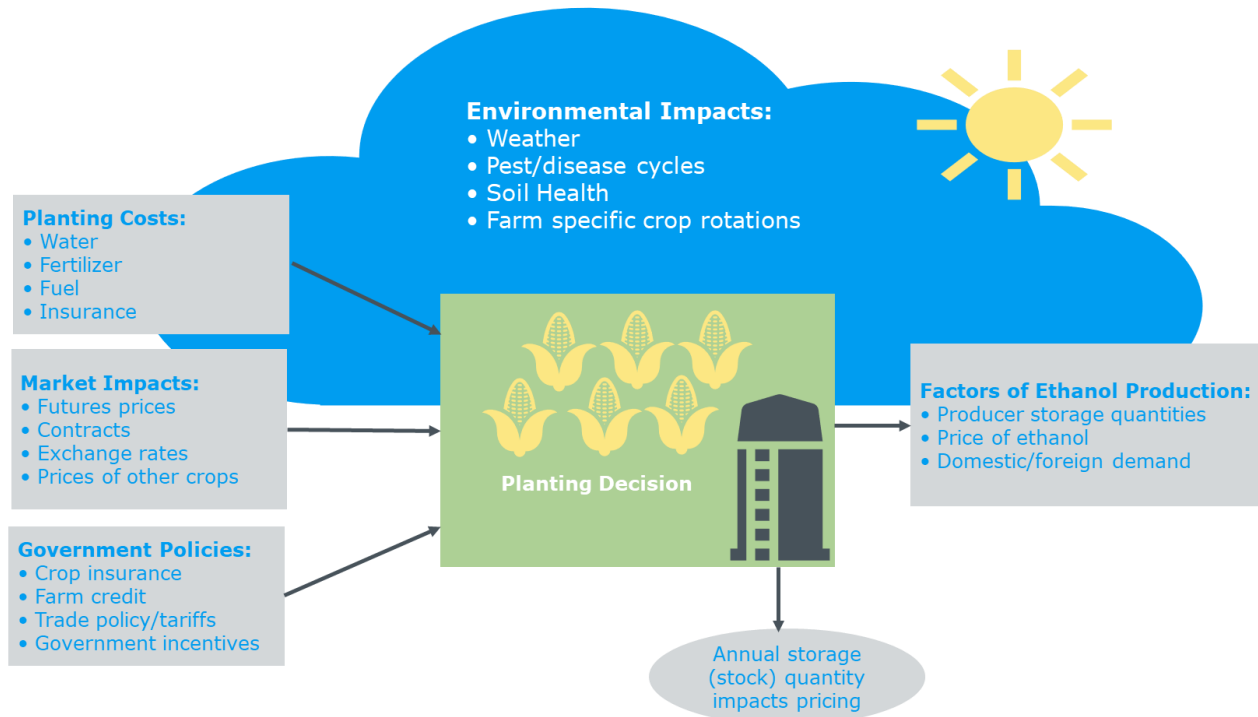 Environmental Impacts:
• Weather
• Pest/disease cycles
• Soil Health
• Farm specific crop rotations
Planting Costs:
• Water
• Fertilizer
• Fuel
• Insurance
Market Impacts:
• Futures prices
• Contracts
• Exchange rates
• Prices of other crops
Government Policies:
• Crop insurance
• Farm credit
• Trade policy/tariffs
• Government incentives
Planting Decision
Factors of Ethanol Production:
• Producer storage quantities
• Price of ethanol
• Domestic/foreign demand
Annual storage
(stock) quantity
impacts pricing